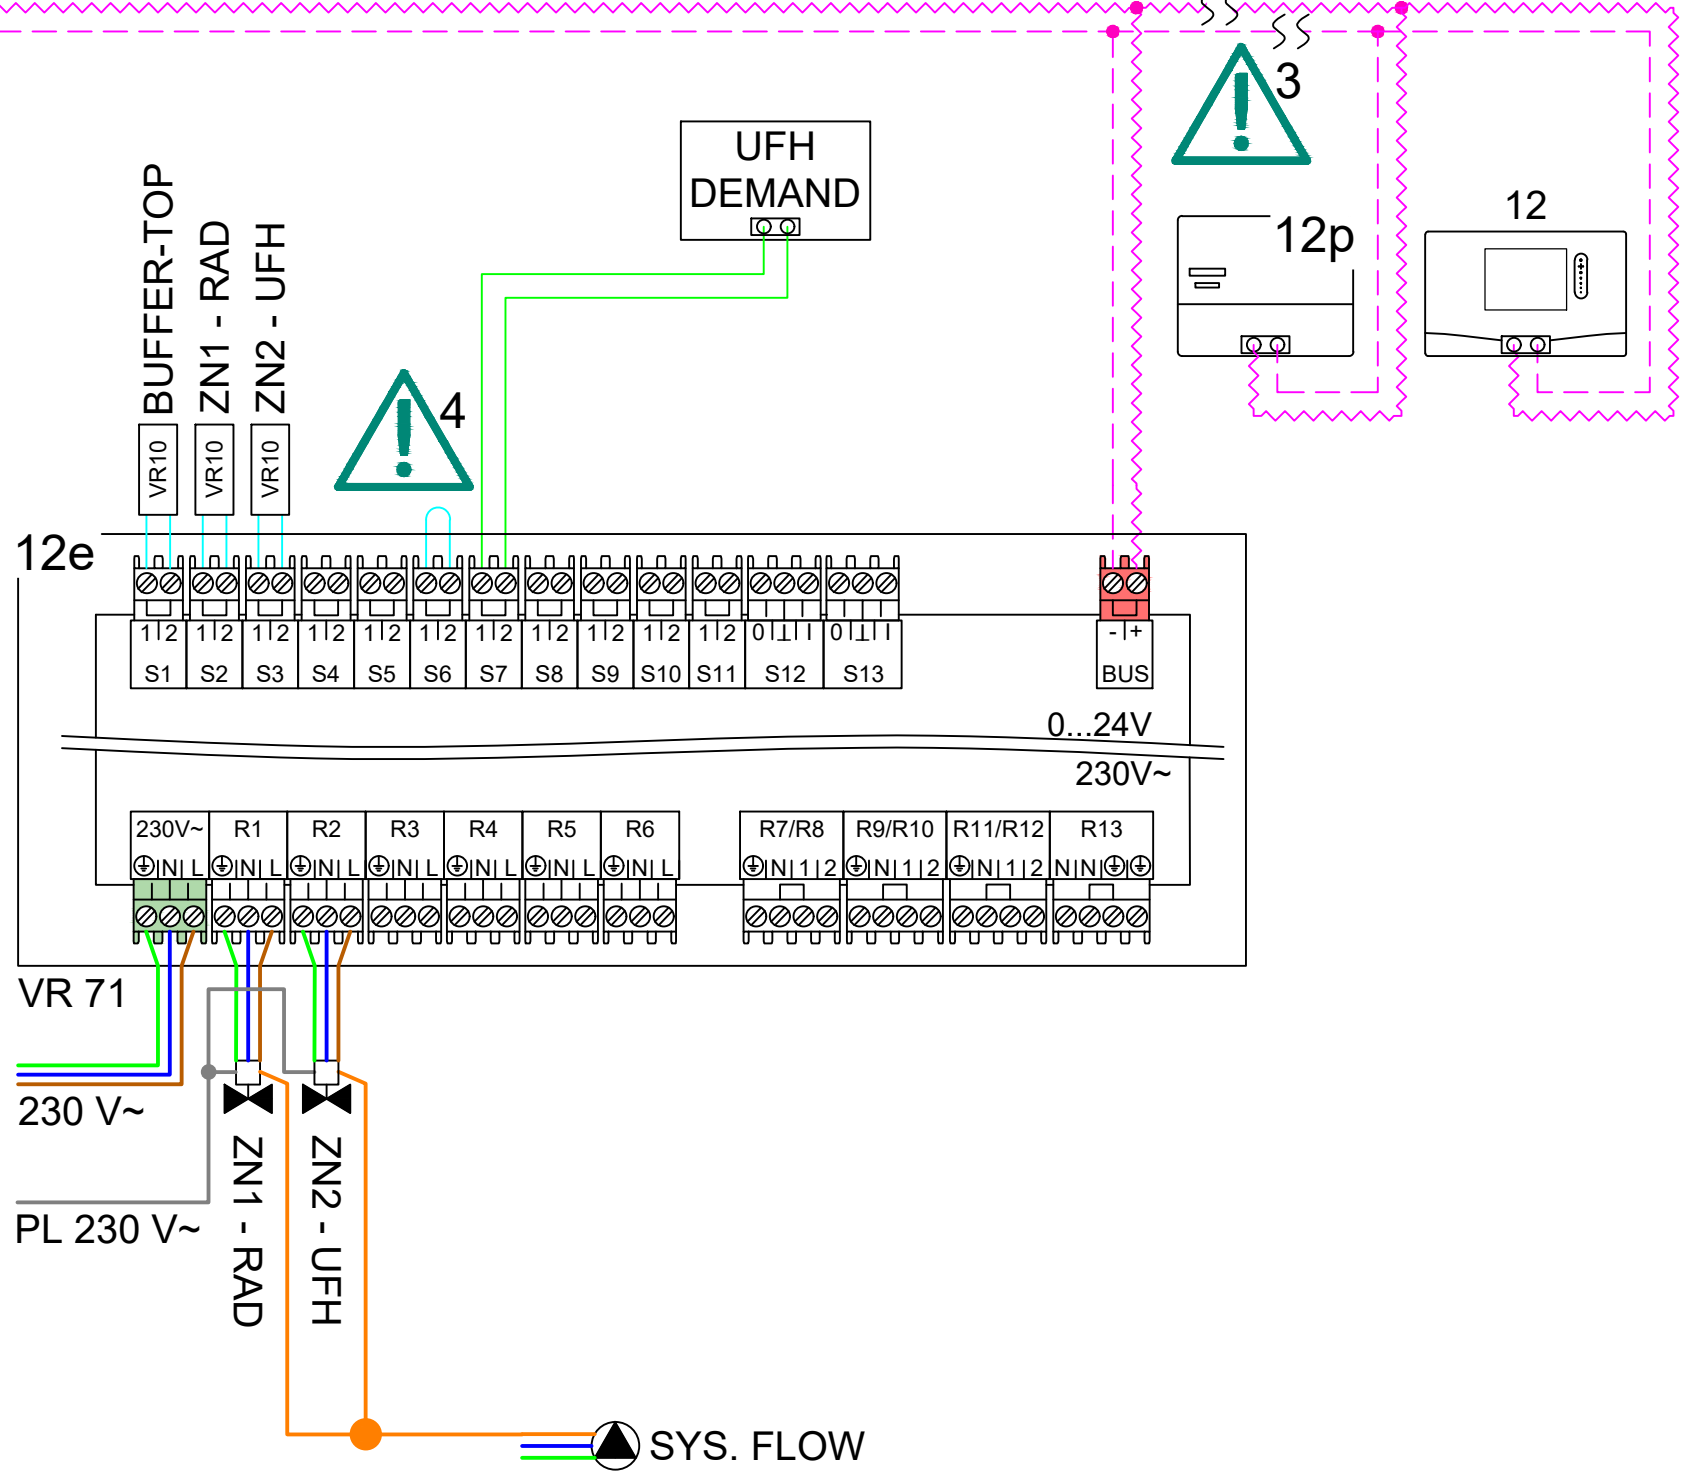 3
UFH
DEMAND
12p
12
BUFFER-TOP
ZN1 - RAD
ZN2 - UFH
VR10
VR10
VR10
4
12e
1 2 1 2 1 2 1 2 1 2 1 2 1 2 1 2 1 2 1 2 1 2 0 ⊥ I 0 ⊥ I - +
S1 S2 S3 S4 S5 S6 S7 S8 S9 S10 S11 S12 S13 BUS
0...24V
230V~
230V~ R1 R2 R3 R4 R5 R6 R7/R8 R9/R10 R11/R12 R13
⏚ N L ⏚ N L ⏚ N L ⏚ N L ⏚ N L ⏚ N L ⏚ N L ⏚ N 1 2 ⏚ N 1 2 ⏚ N 1 2 N N ⏚ ⏚
VR 71
230 V~
PL 230 V~
ZN1 - RAD
ZN2 - UFH
SYS. FLOW